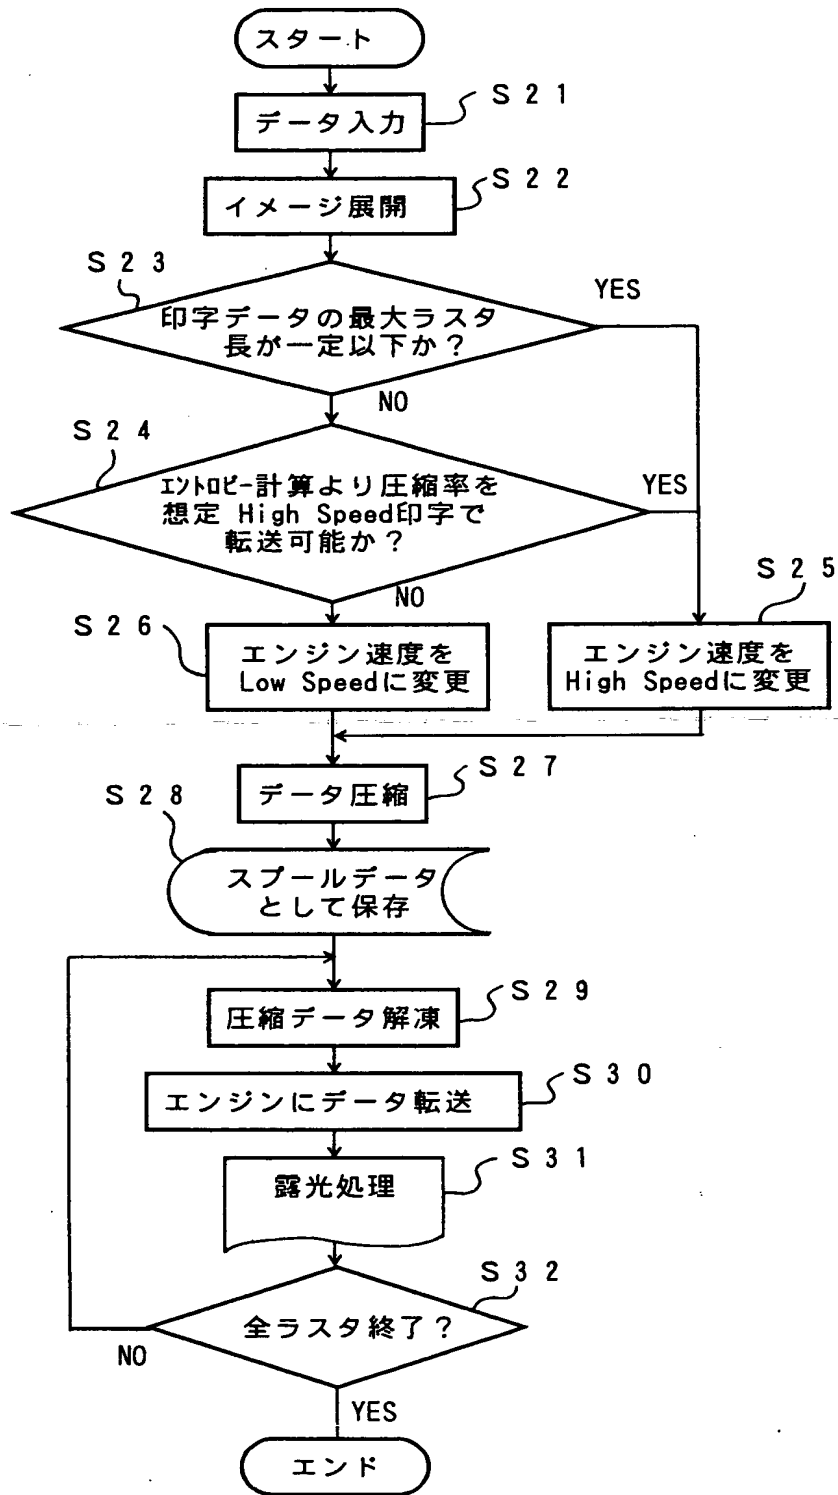 スタート
S21
データ入力
S22
イメージ展開
S23
YES
印字データの最大ラスタ
長が一定以下か？
NO
S24
YES
エントロピー計算より圧縮率を
想定 High Speed印字で
転送可能か？
NO
S25
S26
エンジン速度を
Low Speedに変更
エンジン速度を
High Speedに変更
S27
データ圧縮
S28
スプールデータ
として保存
S29
圧縮データ解凍
S30
エンジンにデータ転送
S31
露光処理
S32
全ラスタ終了？
NO
YES
エンド